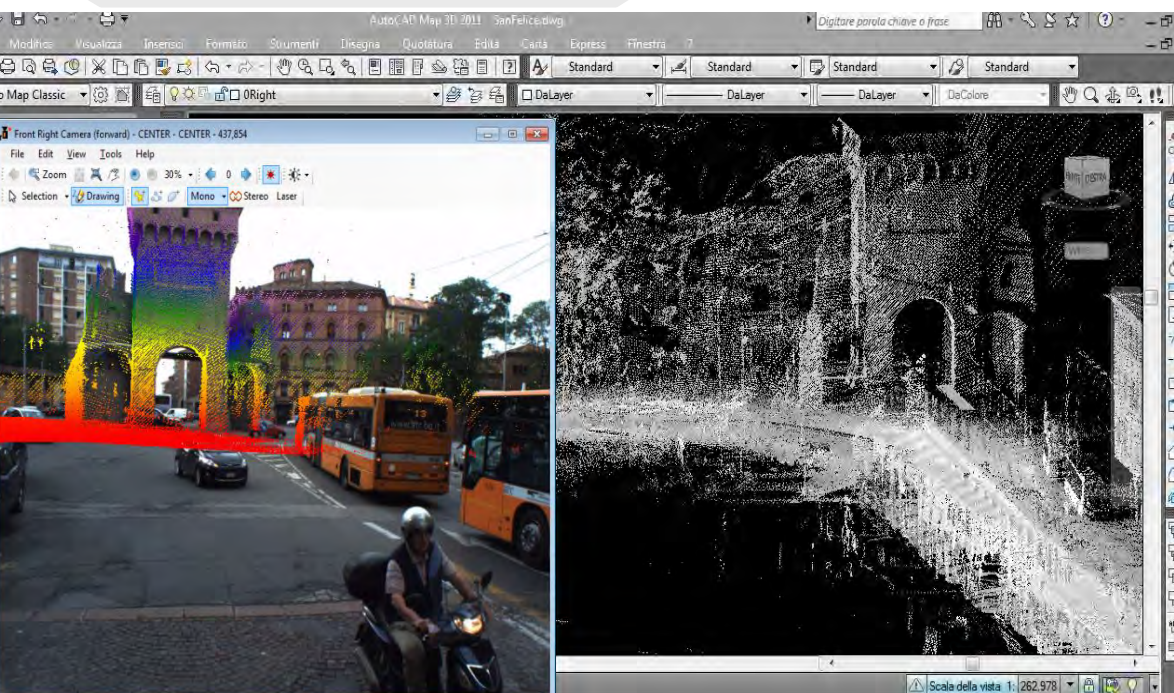 AutoCAD Map 3D 2011 SanFelice.dwg
Digitare parola chiave o frase
Modifica Visualizza Inserisci Formato Strumenti Disegna Quotatura Edita Carta Express Finestra ?
Standard Standard Standard Standard
Map Classic 0Right DaLayer DaLayer DaLayer DaColore
Front Right Camera (forward) - CENTER - CENTER - 437,854
File Edit View Tools Help
Zoom 30% 0
Selection Drawing Mono Stereo Laser
13
Scala della vista 1: 262.978